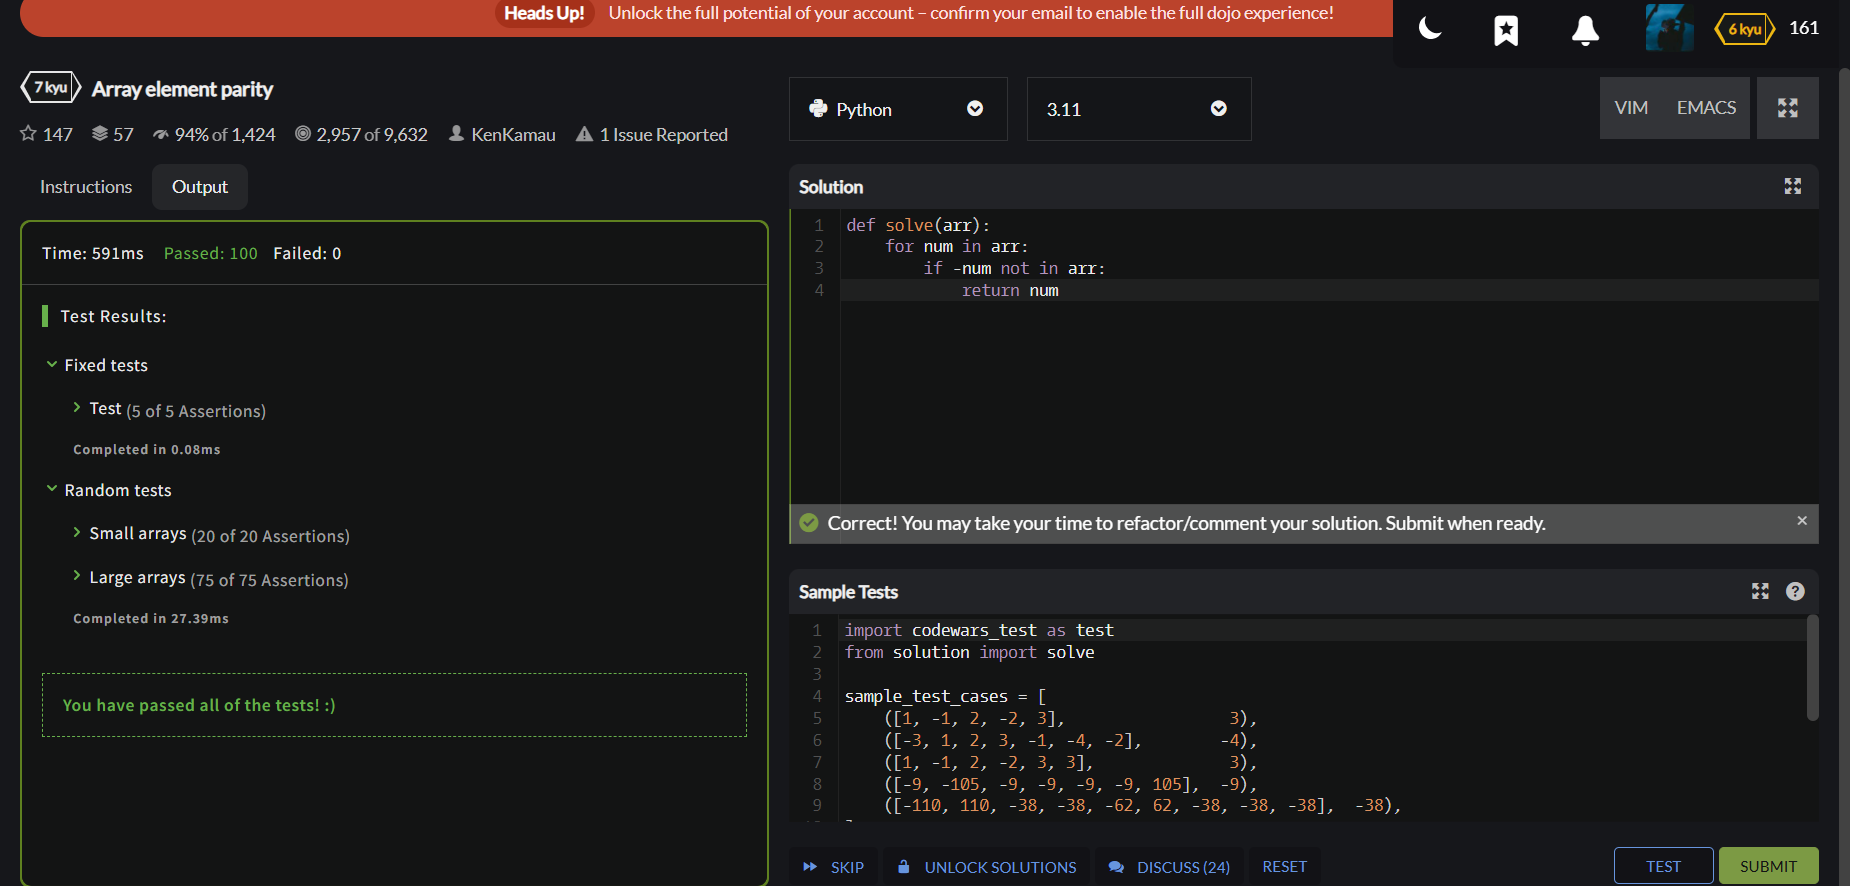 Heads Up! Unlock the full potential of your account – confirm your email to enable the full dojo experience!
6 kyu 161
7 kyu Array element parity
147 57 94% of 1,424 2,957 of 9,632 KenKamau 1 Issue Reported
Instructions Output
Time: 591ms Passed: 100 Failed: 0
Test Results:
Fixed tests
Test (5 of 5 Assertions)
Completed in 0.08ms
Random tests
Small arrays (20 of 20 Assertions)
Large arrays (75 of 75 Assertions)
Completed in 27.39ms
You have passed all of the tests! :)
Python 3.11 VIM EMACS
Solution
1 def solve(arr):
2 for num in arr:
3 if -num not in arr:
4 return num
Correct! You may take your time to refactor/comment your solution. Submit when ready. ×
Sample Tests ?
1 import codewars_test as test
2 from solution import solve
3
4 sample_test_cases = [
5 ([1, -1, 2, -2, 3], 3),
6 ([-3, 1, 2, 3, -1, -4, -2], -4),
7 ([1, -1, 2, -2, 3, 3], 3),
8 ([-9, -105, -9, -9, -9, -9, 105], -9),
9 ([-110, 110, -38, -38, -62, 62, -38, -38, -38], -38),
SKIP UNLOCK SOLUTIONS DISCUSS (24) RESET TEST SUBMIT